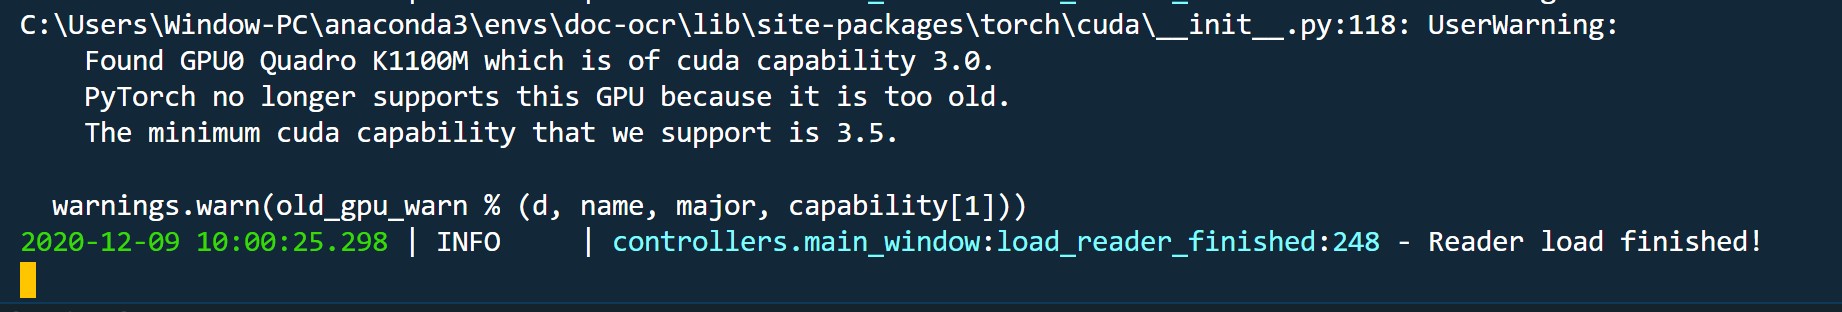 C:\Users\Window-PC\anaconda3\envs\doc-ocr\lib\site-packages\torch\cuda\__init__.py:118: UserWarning:
    Found GPU0 Quadro K1100M which is of cuda capability 3.0.
    PyTorch no longer supports this GPU because it is too old.
    The minimum cuda capability that we support is 3.5.

  warnings.warn(old_gpu_warn % (d, name, major, capability[1]))
2020-12-09 10:00:25.298 | INFO     | controllers.main_window:load_reader_finished:248 - Reader load finished!